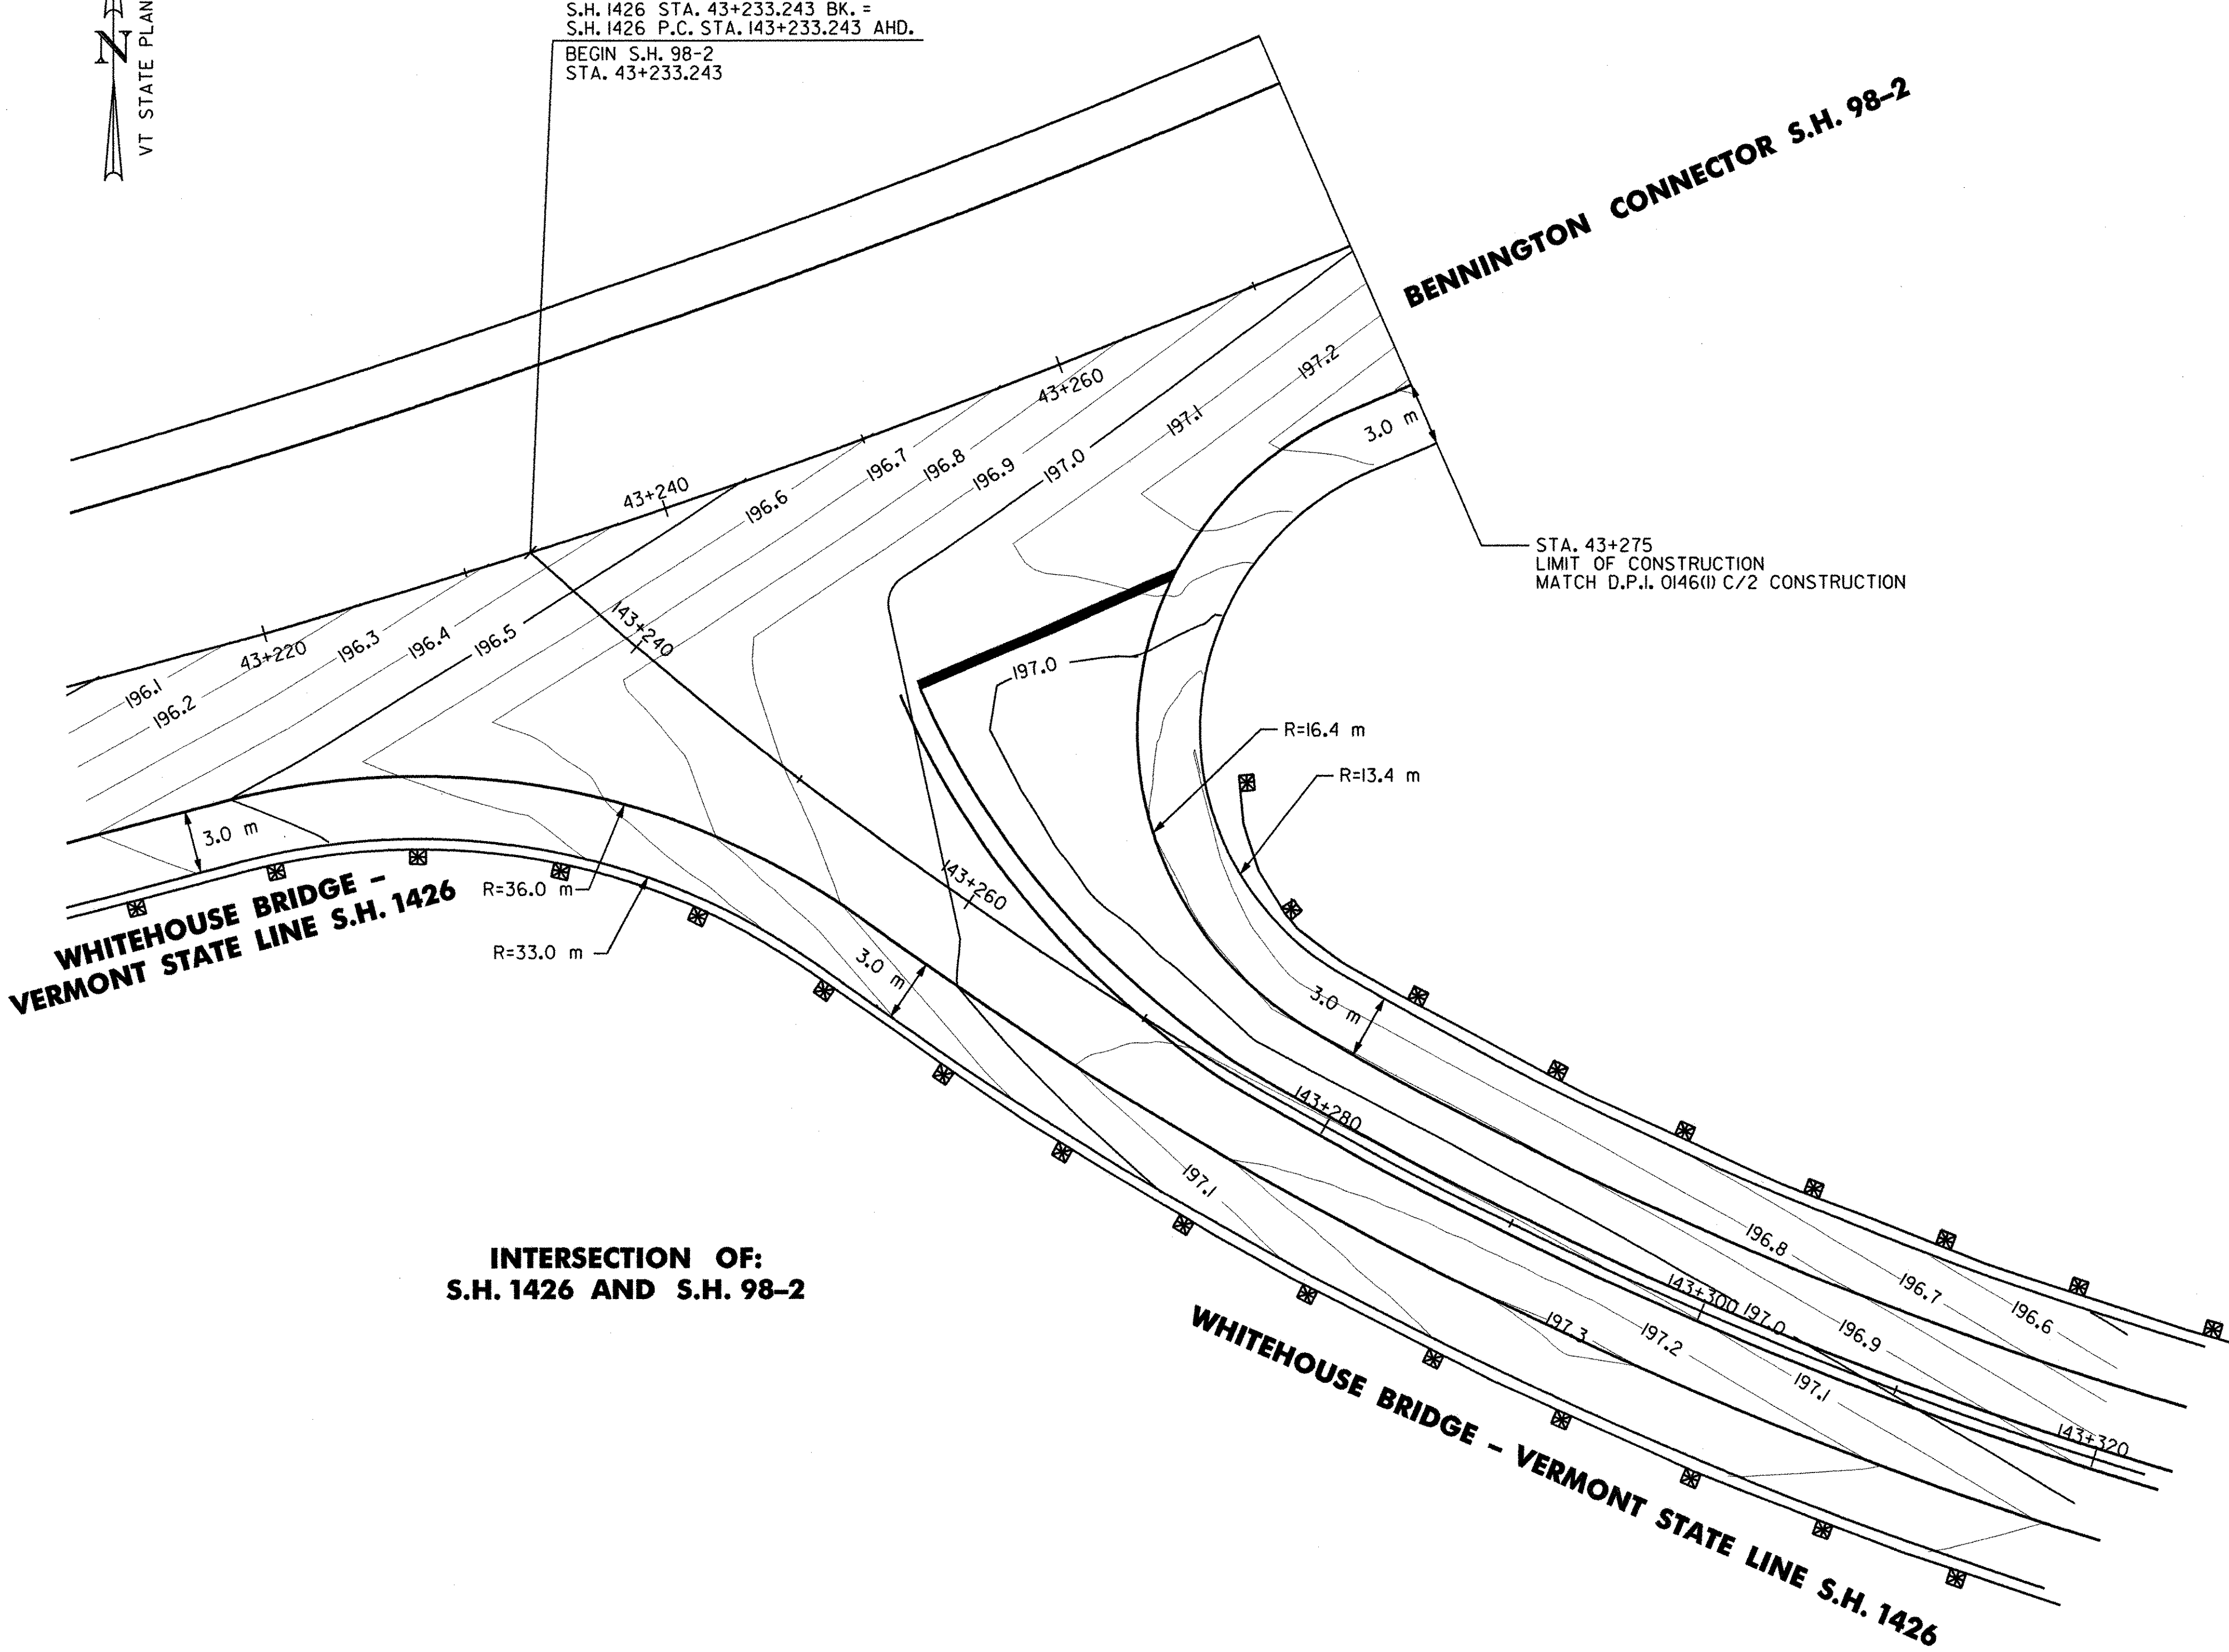 S.H. 1426 STA. 43+233.243 BK. =
S.H. 1426 P.C. STA. 143+233.243 AHD.
BEGIN S.H. 98-2
STA. 43+233.243
N
VT STATE PLAN
BENNINGTON CONNECTOR S.H. 98-2
197.2
43+260
197.1
3.0 m
196.7
196.8
196.9
197.0
43+240
196.6
STA. 43+275
LIMIT OF CONSTRUCTION
MATCH D.P.I. 0146(1) C/2 CONSTRUCTION
143+240
196.5
196.4
196.3
43+220
196.1
196.2
197.0
R=16.4 m
R=13.4 m
3.0 m
WHITEHOUSE BRIDGE -
VERMONT STATE LINE S.H. 1426
R=36.0 m
R=33.0 m
143+260
3.0 m
3.0 m
143+280
197.1
INTERSECTION OF:
S.H. 1426 AND S.H. 98-2
196.8
196.7
196.6
143+300
197.0
196.9
197.3
197.2
197.1
143+320
WHITEHOUSE BRIDGE - VERMONT STATE LINE S.H. 1426